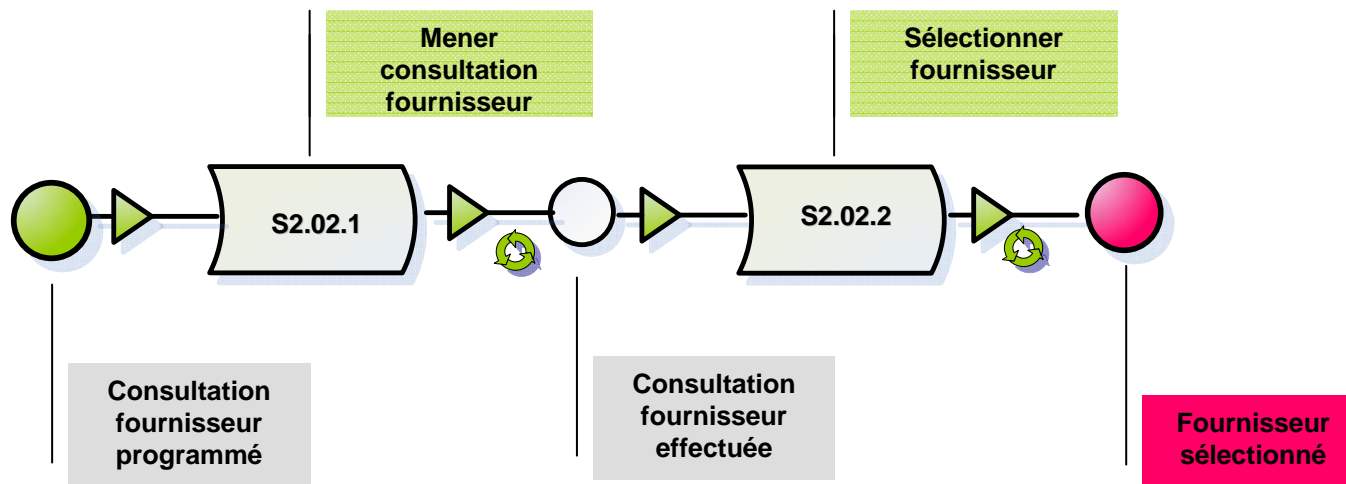 Mener
consultation
fournisseur
Sélectionner
fournisseur
S2.02.1
S2.02.2
Consultation
fournisseur
programmé
Consultation
fournisseur
effectuée
Fournisseur
sélectionné